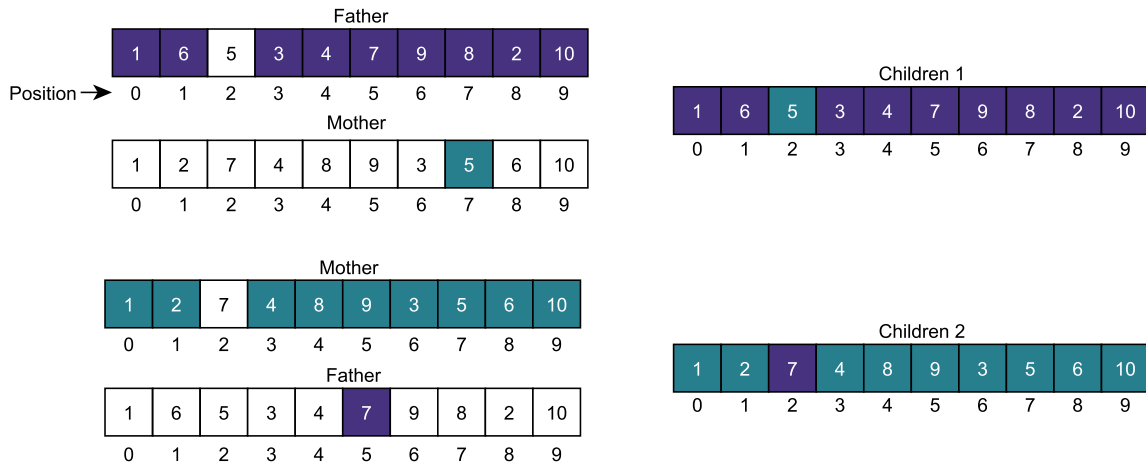 Father
1 6 5 3 4 7 9 8 2 10
Position
0 1 2 3 4 5 6 7 8 9
Mother
1 2 7 4 8 9 3 5 6 10
0 1 2 3 4 5 6 7 8 9
Children 1
1 6 5 3 4 7 9 8 2 10
0 1 2 3 4 5 6 7 8 9
Mother
1 2 7 4 8 9 3 5 6 10
0 1 2 3 4 5 6 7 8 9
Father
1 6 5 3 4 7 9 8 2 10
0 1 2 3 4 5 6 7 8 9
Children 2
1 2 7 4 8 9 3 5 6 10
0 1 2 3 4 5 6 7 8 9